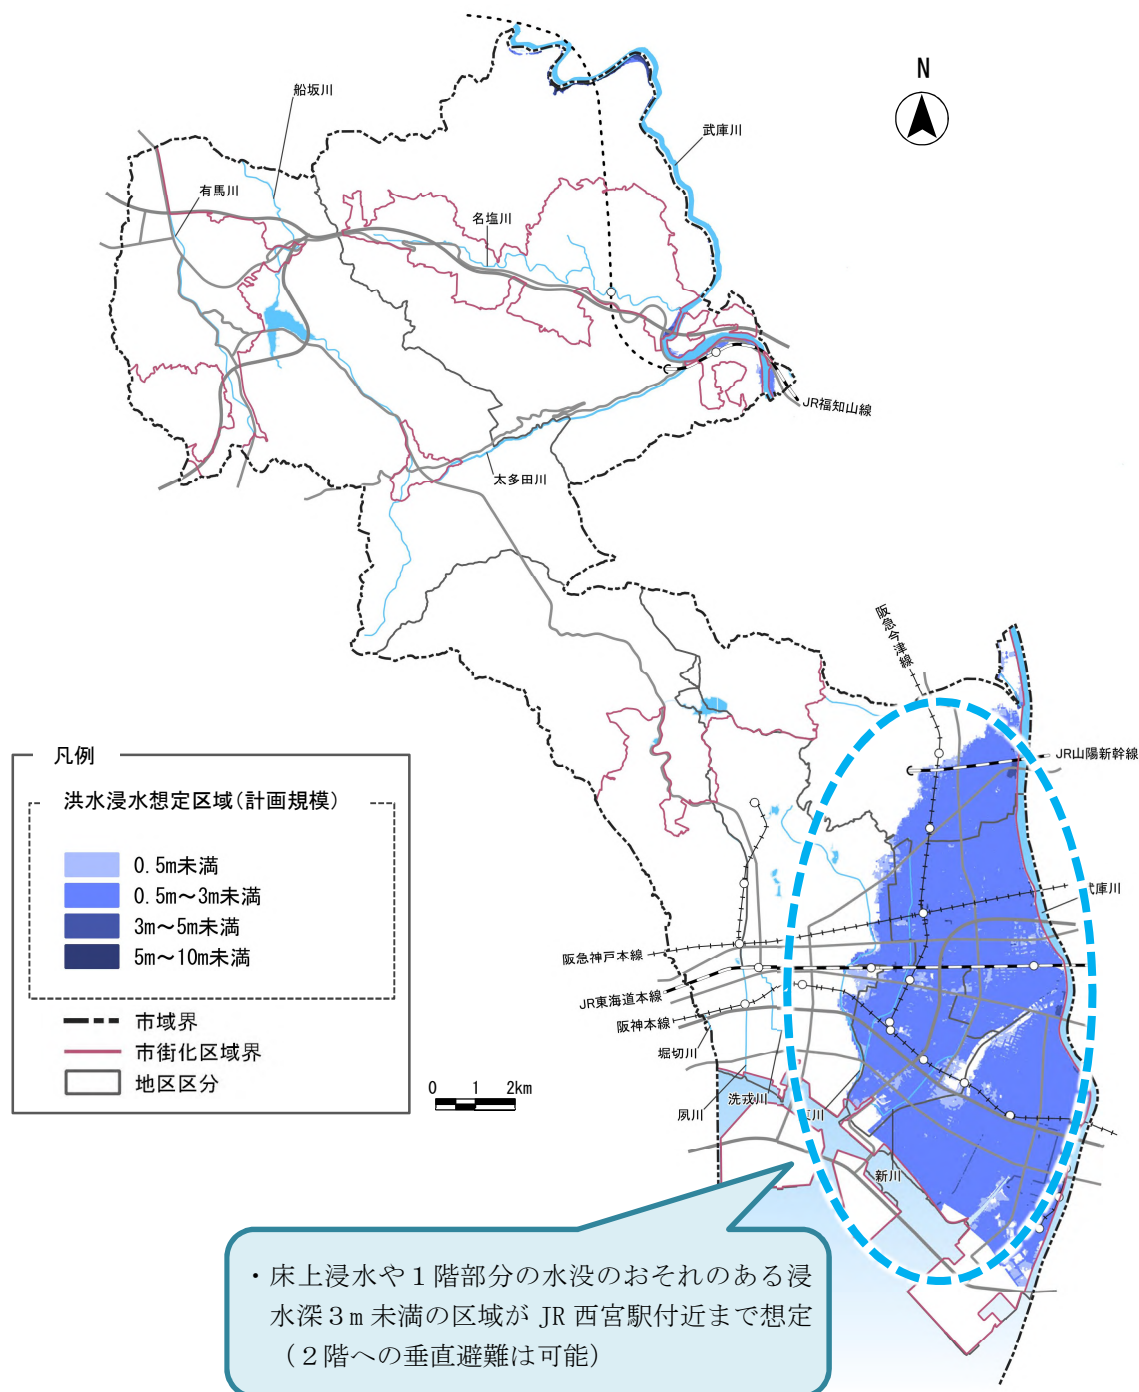 N
船坂川
武庫川
有馬川
名塩川
JR福知山線
太多田川
阪急今津線
JR山陽新幹線
凡例
洪水浸水想定区域(計画規模)
0.5m未満
0.5m～3m未満
3m～5m未満
5m～10m未満
市域界
市街化区域界
地区区分
武庫川
阪急神戸本線
JR東海道本線
阪神本線
堀切川
0 1 2km
夙川
洗戎川
川
新川
・床上浸水や１階部分の水没のおそれのある浸
水深３m 未満の区域が JR 西宮駅付近まで想定
（２階への垂直避難は可能）